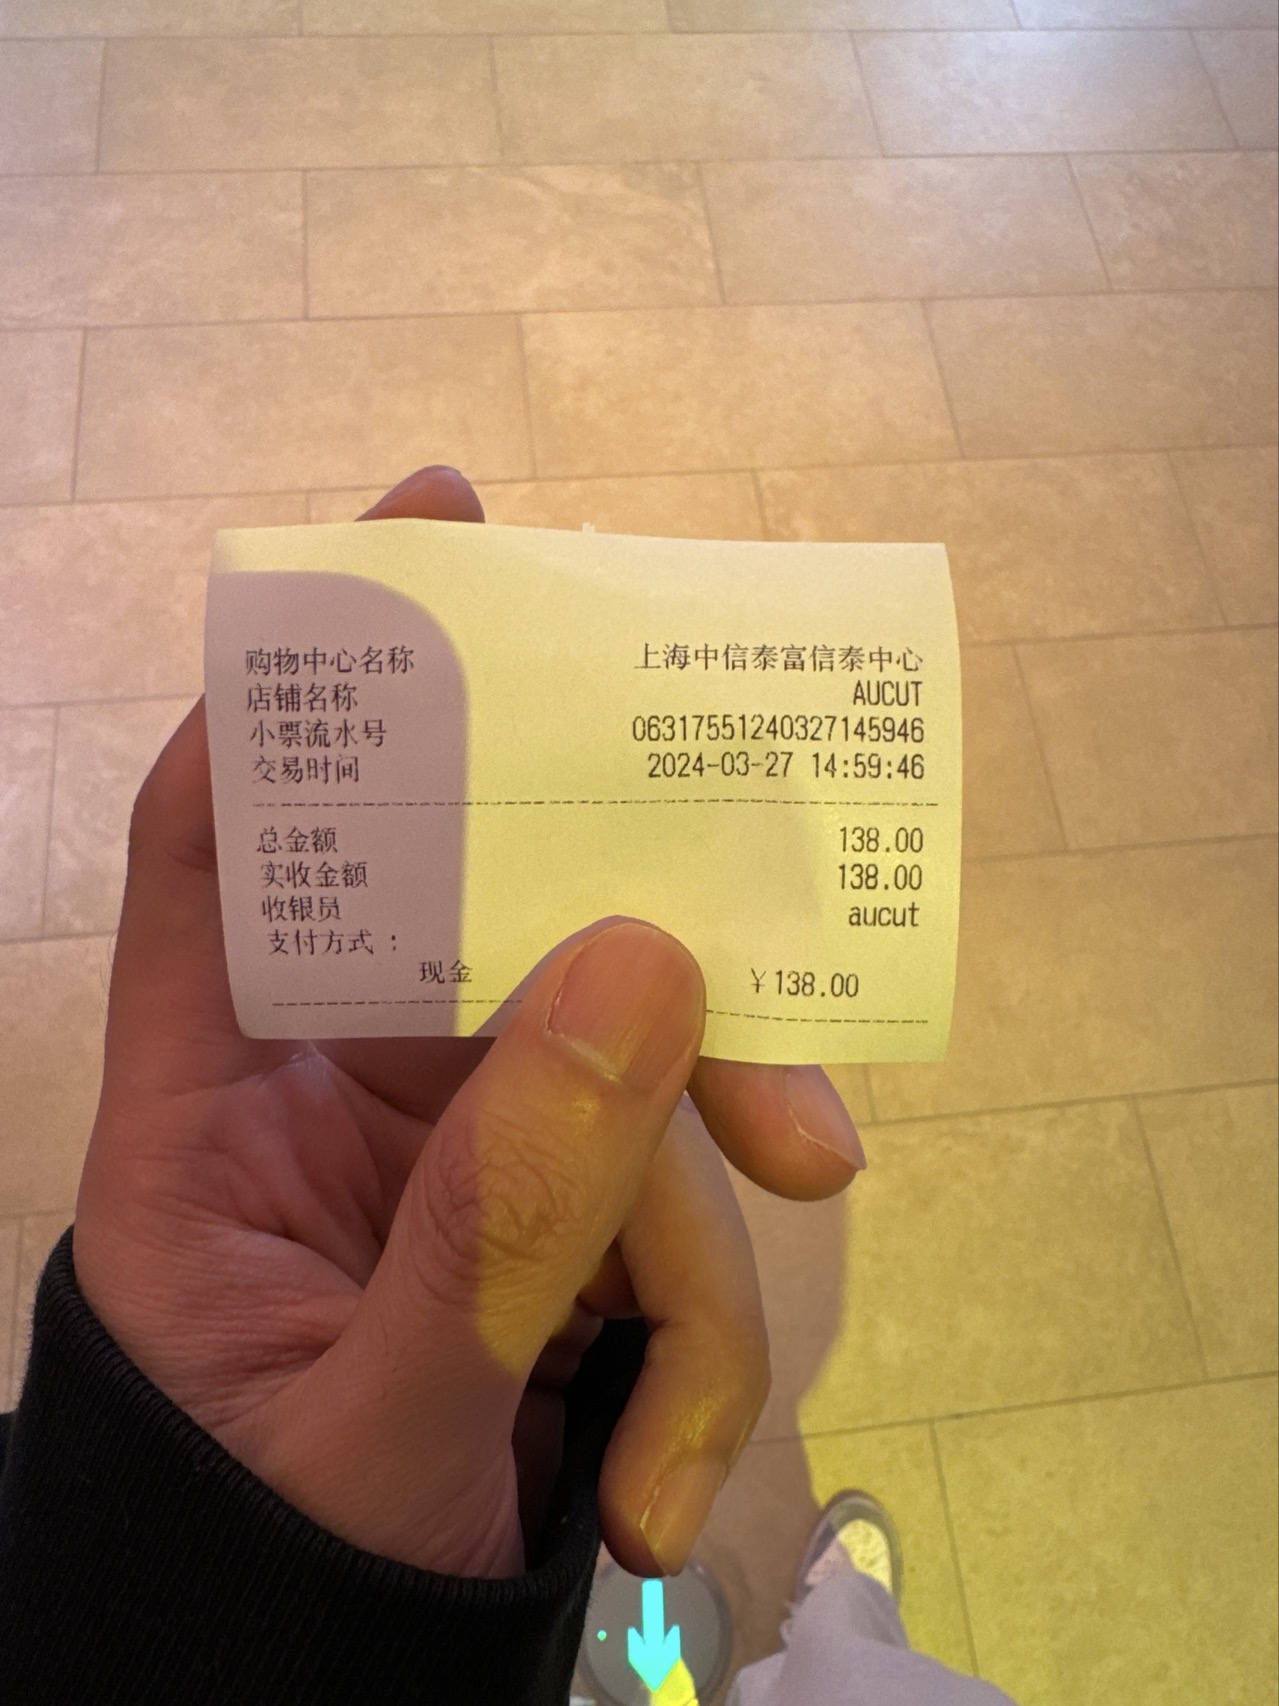 购物中心名称 上海中信泰富信泰中心
店铺名称 AUCUT
小票流水号 06317551240327145946
交易时间 2024-03-27 14:59:46
总金额 138.00
实收金额 138.00
收银员 aucut
支付方式：
现金 ￥138.00